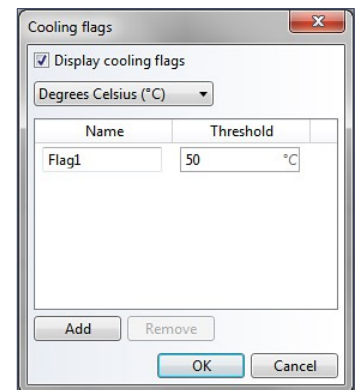 Cooling flags
Display cooling flags
Degrees Celsius (°C)
Name Threshold
Flag1 50 °C
Add Remove
OK Cancel